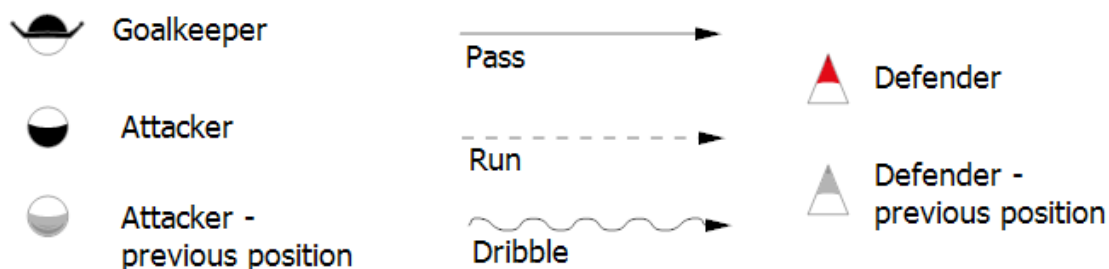 Goalkeeper
Attacker
Attacker -
previous position
Pass
Run
Dribble
Defender
Defender -
previous position